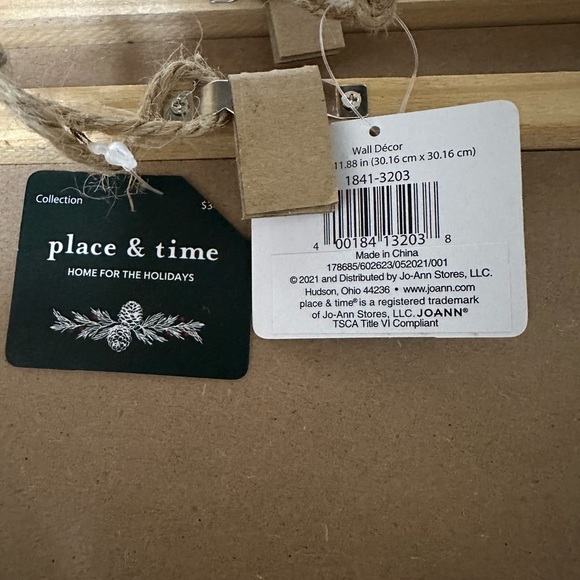 Collection
$3
place & time
HOME FOR THE HOLIDAYS
Wall Décor
11.88 in (30.16 cm x 30.16 cm)
1841-3203
4 00184 13203 8
Made in China
178685/602623/052021/001
© 2021 and Distributed by Jo-Ann Stores, LLC.
Hudson, Ohio 44236 • www.joann.com
place & time® is a registered trademark
of Jo-Ann Stores, LLC. JOANN®
TSCA Title VI Compliant